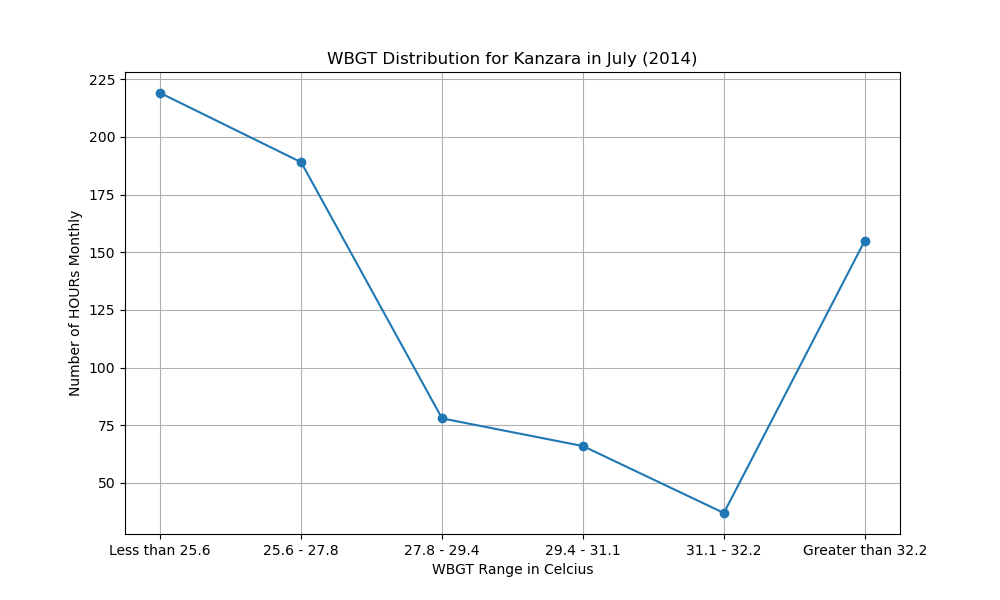 WBGT Distribution for Kanzara in July (2014)
Number of HOURs Monthly
225
200
175
150
125
100
75
50
Less than 25.6
25.6 - 27.8
27.8 - 29.4
29.4 - 31.1
31.1 - 32.2
Greater than 32.2
WBGT Range in Celcius